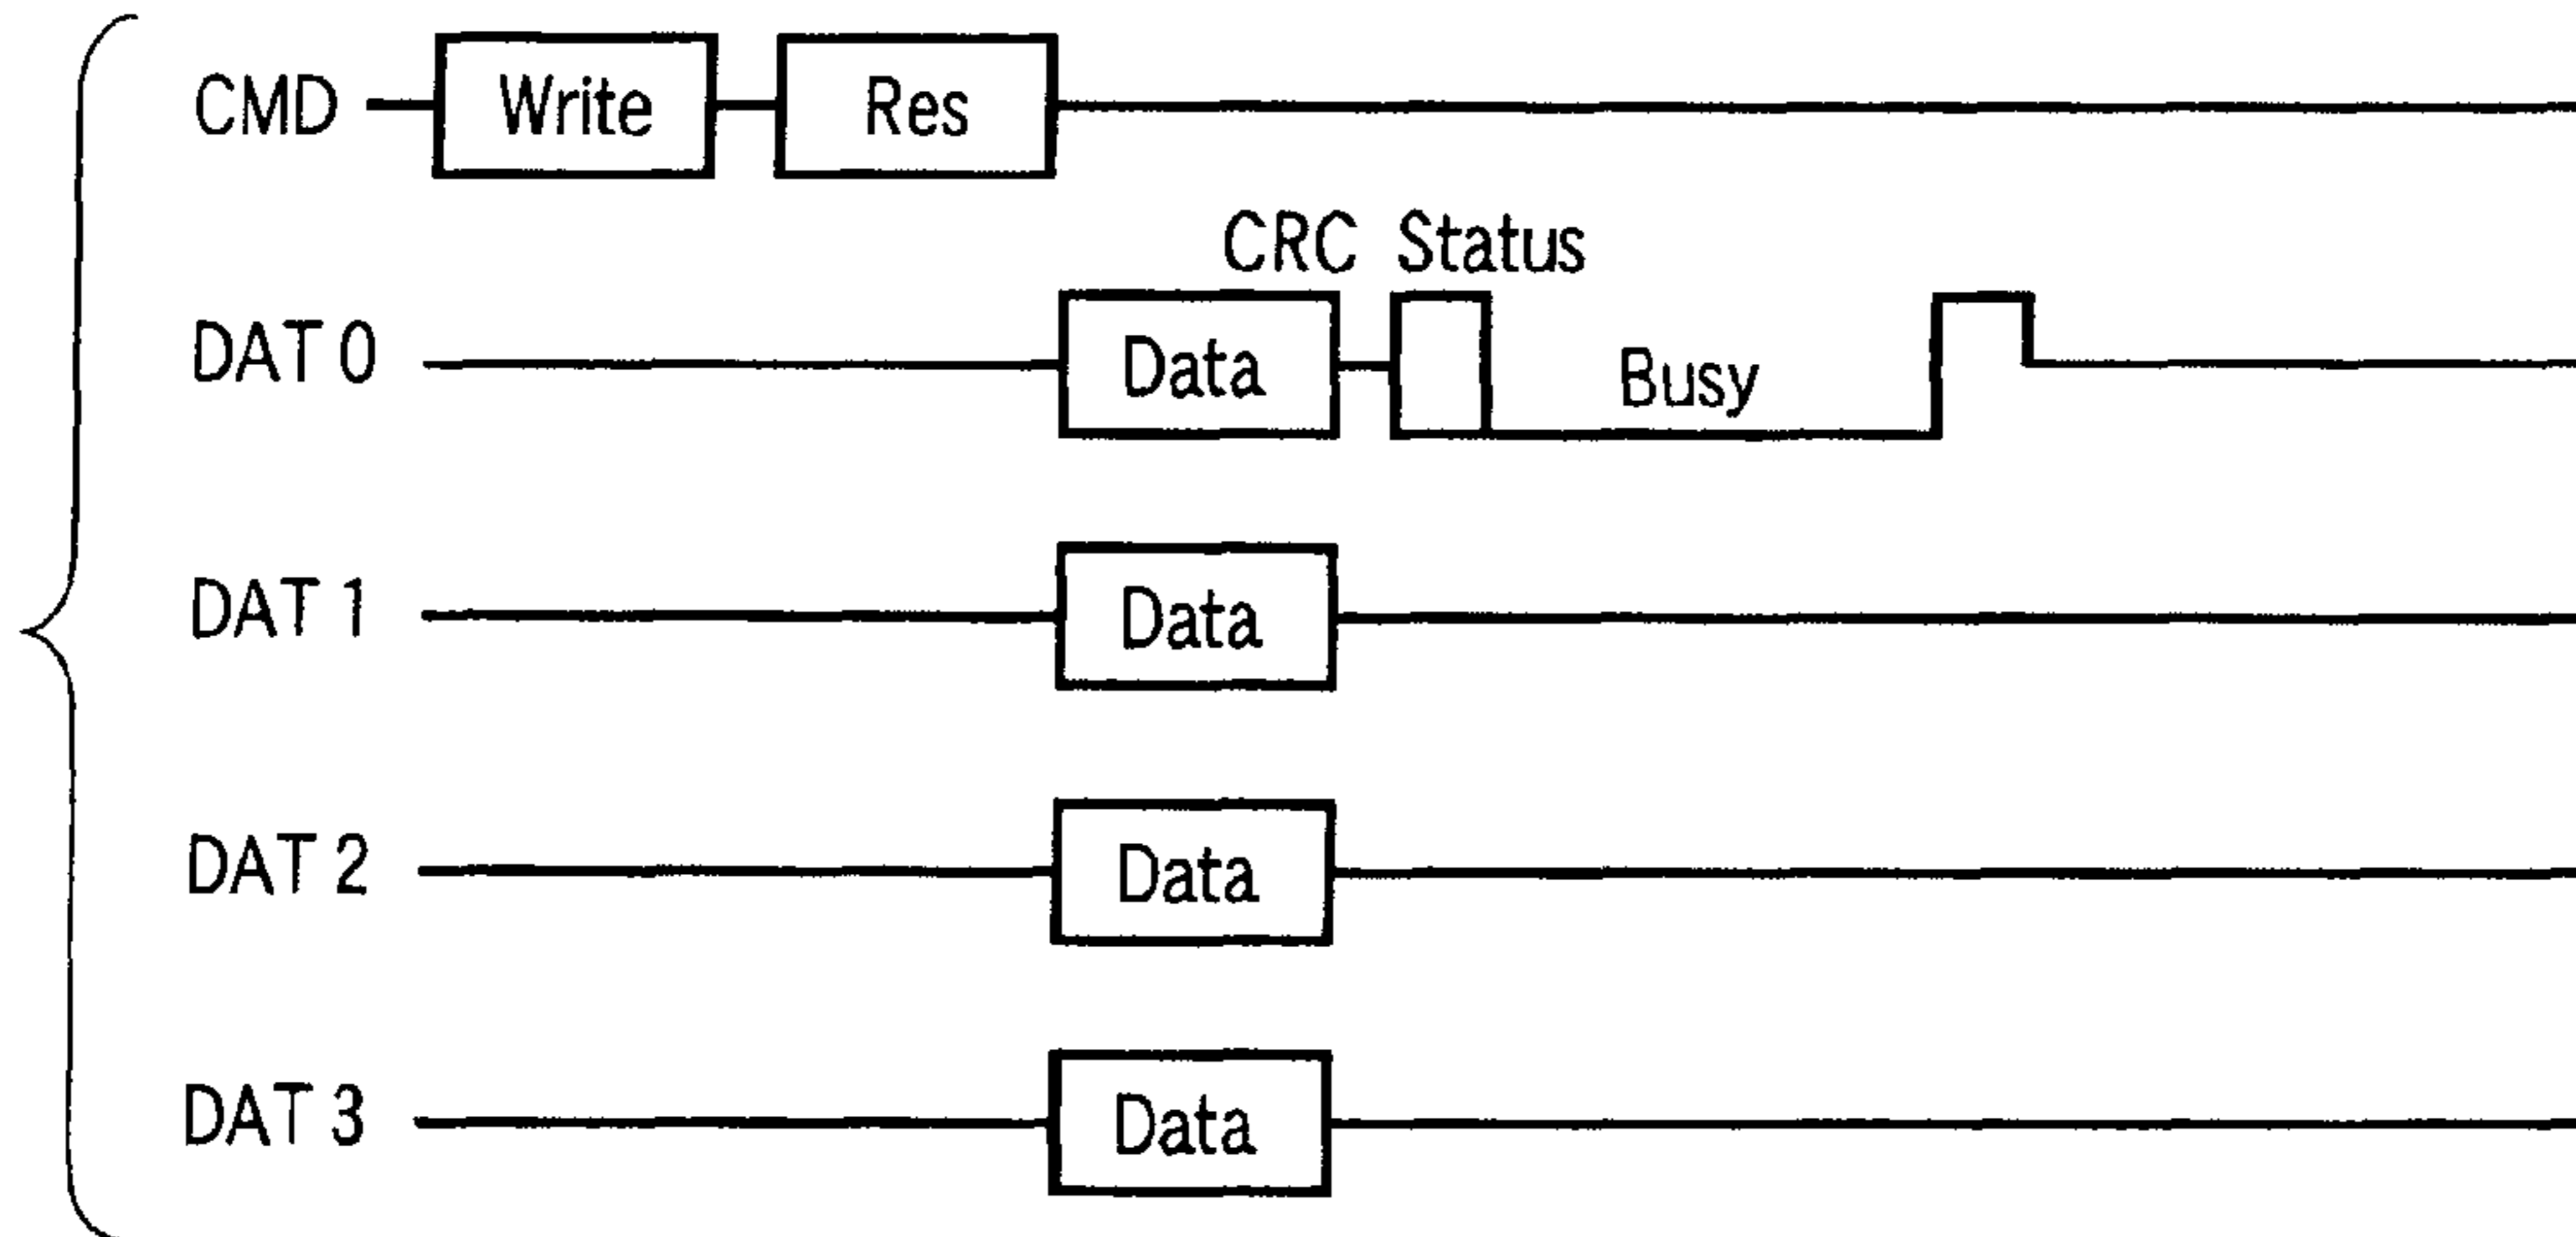 CMD Write Res
CRC Status
DAT 0 Data Busy
DAT 1 Data
DAT 2 Data
DAT 3 Data